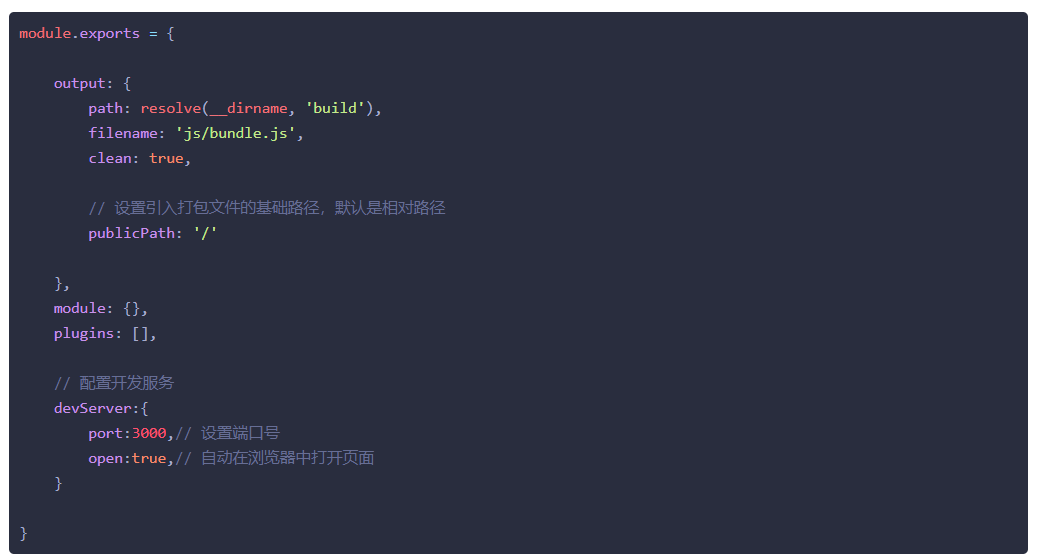 module.exports = {
output: {
path: resolve(__dirname, 'build'),
filename: 'js/bundle.js',
clean: true,
// 设置引入打包文件的基础路径，默认是相对路径
publicPath: '/'
},
module: {},
plugins: [],
// 配置开发服务
devServer:{
port:3000,// 设置端口号
open:true,// 自动在浏览器中打开页面
}
}